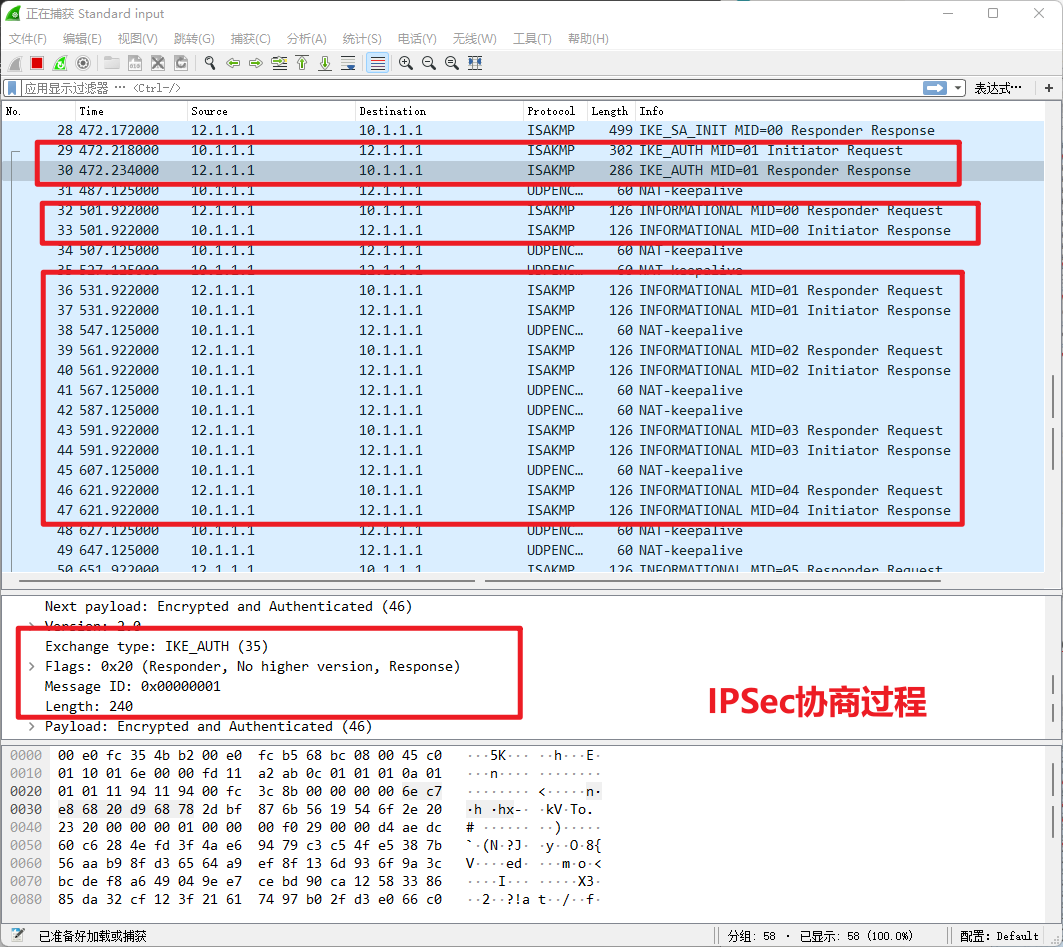 正在捕获 Standard input
文件(F) 编辑(E) 视图(V) 跳转(G) 捕获(C) 分析(A) 统计(S) 电话(Y) 无线(W) 工具(T) 帮助(H)
应用显示过滤器 … <Ctrl-/> 表达式… +
No. Time Source Destination Protocol Length Info
28 472.172000 12.1.1.1 10.1.1.1 ISAKMP 499 IKE_SA_INIT MID=00 Responder Response
29 472.218000 10.1.1.1 12.1.1.1 ISAKMP 302 IKE_AUTH MID=01 Initiator Request
30 472.234000 12.1.1.1 10.1.1.1 ISAKMP 286 IKE_AUTH MID=01 Responder Response
31 487.125000 10.1.1.1 12.1.1.1 UDPENC… 60 NAT-keepalive
32 501.922000 12.1.1.1 10.1.1.1 ISAKMP 126 INFORMATIONAL MID=00 Responder Request
33 501.922000 10.1.1.1 12.1.1.1 ISAKMP 126 INFORMATIONAL MID=00 Initiator Response
34 507.125000 10.1.1.1 12.1.1.1 UDPENC… 60 NAT-keepalive
35 527.125000 10.1.1.1 12.1.1.1 UDPENC… 60 NAT-keepalive
36 531.922000 12.1.1.1 10.1.1.1 ISAKMP 126 INFORMATIONAL MID=01 Responder Request
37 531.922000 10.1.1.1 12.1.1.1 ISAKMP 126 INFORMATIONAL MID=01 Initiator Response
38 547.125000 10.1.1.1 12.1.1.1 UDPENC… 60 NAT-keepalive
39 561.922000 12.1.1.1 10.1.1.1 ISAKMP 126 INFORMATIONAL MID=02 Responder Request
40 561.922000 10.1.1.1 12.1.1.1 ISAKMP 126 INFORMATIONAL MID=02 Initiator Response
41 567.125000 10.1.1.1 12.1.1.1 UDPENC… 60 NAT-keepalive
42 587.125000 10.1.1.1 12.1.1.1 UDPENC… 60 NAT-keepalive
43 591.922000 12.1.1.1 10.1.1.1 ISAKMP 126 INFORMATIONAL MID=03 Responder Request
44 591.922000 10.1.1.1 12.1.1.1 ISAKMP 126 INFORMATIONAL MID=03 Initiator Response
45 607.125000 10.1.1.1 12.1.1.1 UDPENC… 60 NAT-keepalive
46 621.922000 12.1.1.1 10.1.1.1 ISAKMP 126 INFORMATIONAL MID=04 Responder Request
47 621.922000 10.1.1.1 12.1.1.1 ISAKMP 126 INFORMATIONAL MID=04 Initiator Response
48 627.125000 10.1.1.1 12.1.1.1 UDPENC… 60 NAT-keepalive
49 647.125000 10.1.1.1 12.1.1.1 UDPENC… 60 NAT-keepalive
50 651.922000 12.1.1.1 10.1.1.1 ISAKMP 126 INFORMATIONAL MID=05 Responder Request
Next payload: Encrypted and Authenticated (46)
> Version: 2.0
Exchange type: IKE_AUTH (35)
> Flags: 0x20 (Responder, No higher version, Response)
Message ID: 0x00000001
Length: 240
> Payload: Encrypted and Authenticated (46)
IPSec协商过程
0000 00 e0 fc 35 4b b2 00 e0 fc b5 68 bc 08 00 45 c0 ···5K··· ··h···E·
0010 01 10 01 6e 00 00 fd 11 a2 ab 0c 01 01 01 0a 01 ···n···· ········
0020 01 01 11 94 11 94 00 fc 3c 8b 00 00 00 00 6e c7 ········ <·····n·
0030 e8 68 20 d9 68 78 2d bf 87 6b 56 19 54 6f 2e 20 ·h ·hx-· ·kV·To.
0040 23 20 00 00 00 01 00 00 00 f0 29 00 00 d4 ae dc # ······ ··)·····
0050 60 c6 28 4e fd 3f 4a e6 94 79 c3 c5 4f e5 38 7b `·(N·?J· ·y··O·8{
0060 56 aa b9 8f d3 65 64 a9 ef 8f 13 6d 93 6f 9a 3c V····ed· ···m·o·<
0070 bc de f8 a6 49 04 9e e7 ce bd 90 ca 12 58 33 86 ····I··· ·····X3·
0080 85 da 32 cf 12 3f 21 61 74 97 b0 2f d3 e0 66 c0 ··2··?!a t··/··f·
已准备好加载或捕获 分组: 58 · 已显示: 58 (100.0%) 配置: Default